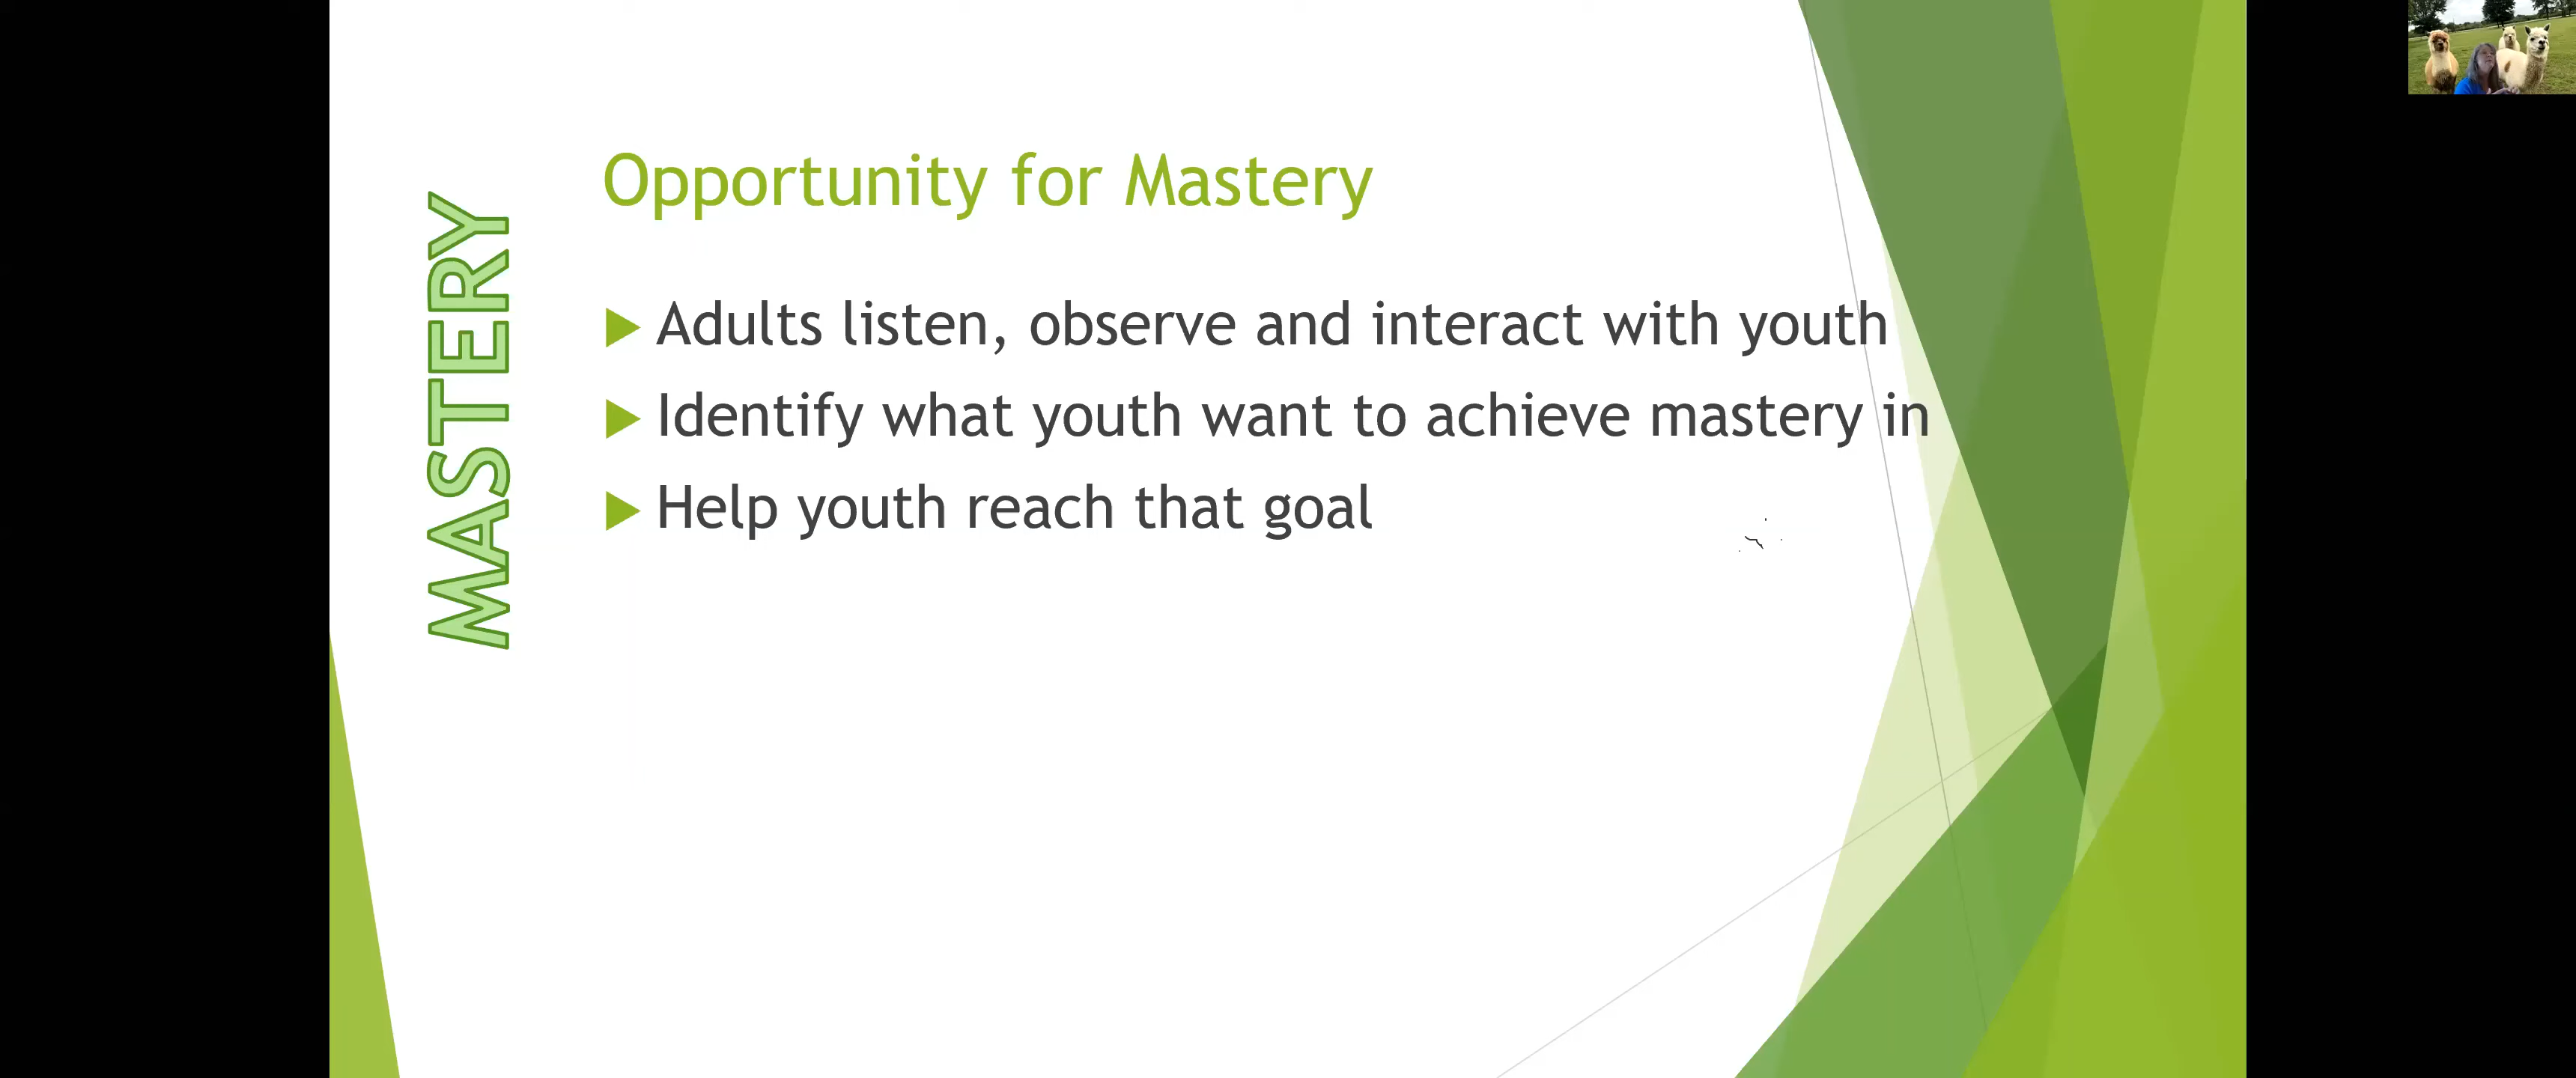 MASTERY
Opportunity for Mastery
Adults listen, observe and interact with youth
Identify what youth want to achieve mastery in
Help youth reach that goal